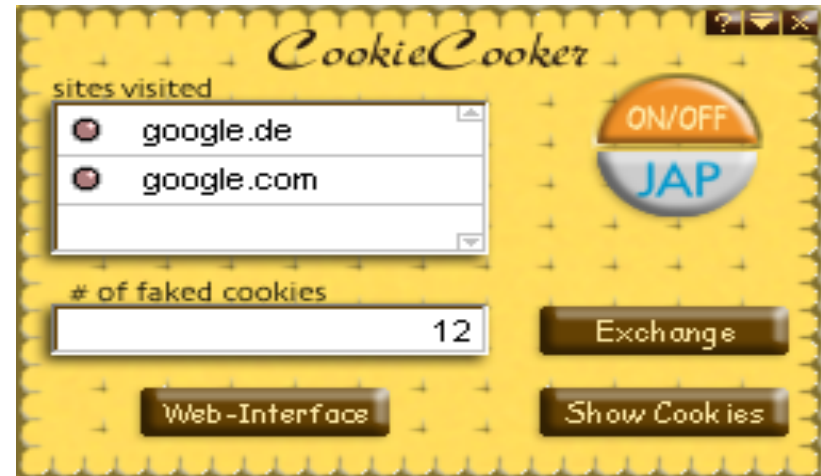 ?
CookieCooker
sites visited
google.de
google.com
ON/OFF
JAP
# of faked cookies
12
Exchange
Web-Interface
Show Cookies